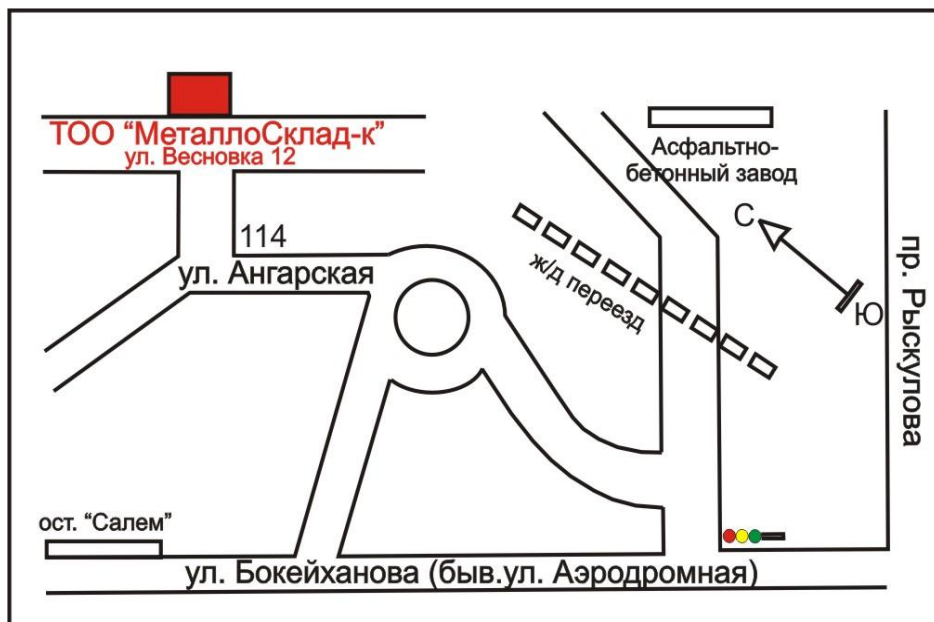 ТОО “МеталлоСклад-к”
ул. Весновка 12
Асфальтно-
бетонный завод
С
Ю
114
ул. Ангарская
ж/д переезд
пр. Рыскулова
ост. “Салем”
ул. Бокейханова (быв.ул. Аэродромная)